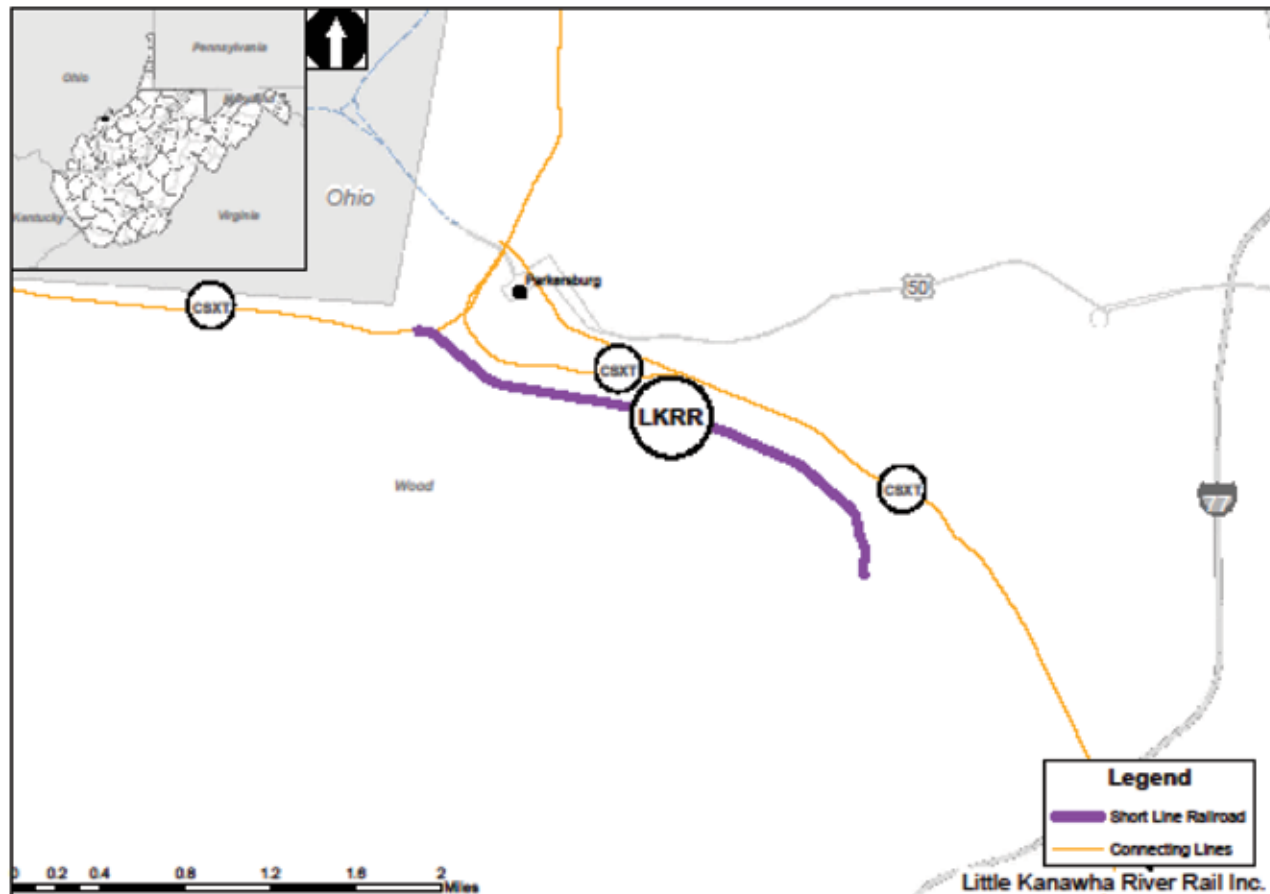 Pennsylvania
Ohio
Virginia
Kentucky
Ohio
Parkersburg
CSXT
50
CSXT
LKRR
CSXT
Wood
77
Legend
Short Line Railroad
Connecting Lines
0 0.2 0.4 0.8 1.2 1.6 2
Miles
Little Kanawha River Rail Inc.